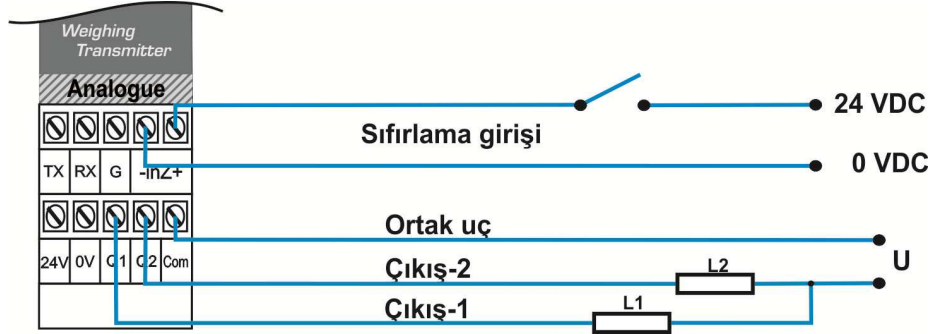 Weighing
Transmitter
Analogue
24 VDC
Sıfırlama girişi
TX RX G -inZ+
0 VDC
Ortak uç
U
24V 0V Q1 Q2 Com
Çıkış-2
L2
Çıkış-1
L1